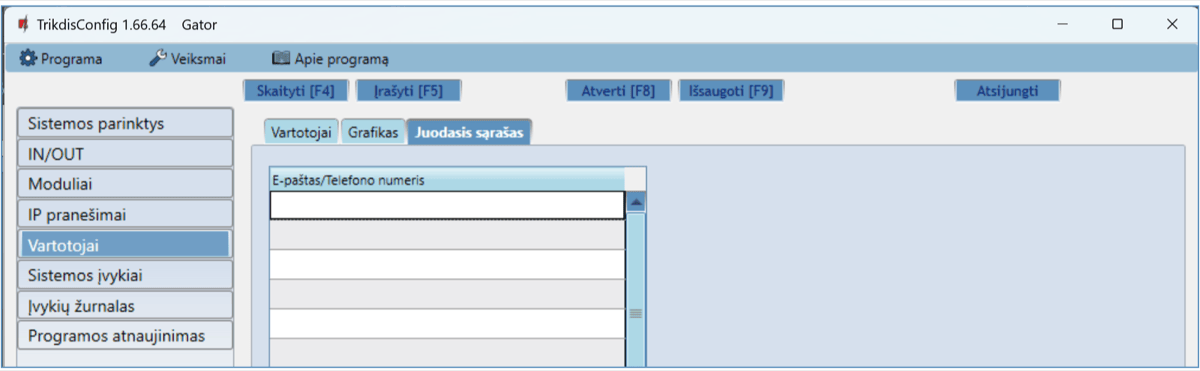 TrikdisConfig 1.66.64 Gator
Programa Veiksmai Apie programą
Skaityti [F4] Įrašyti [F5] Atverti [F8] Išsaugoti [F9] Atsijungti
Sistemos parinktys
IN/OUT
Moduliai
IP pranešimai
Vartotojai
Sistemos įvykiai
Įvykių žurnalas
Programos atnaujinimas
Vartotojai Grafikas Juodasis sąrašas
E-paštas/Telefono numeris